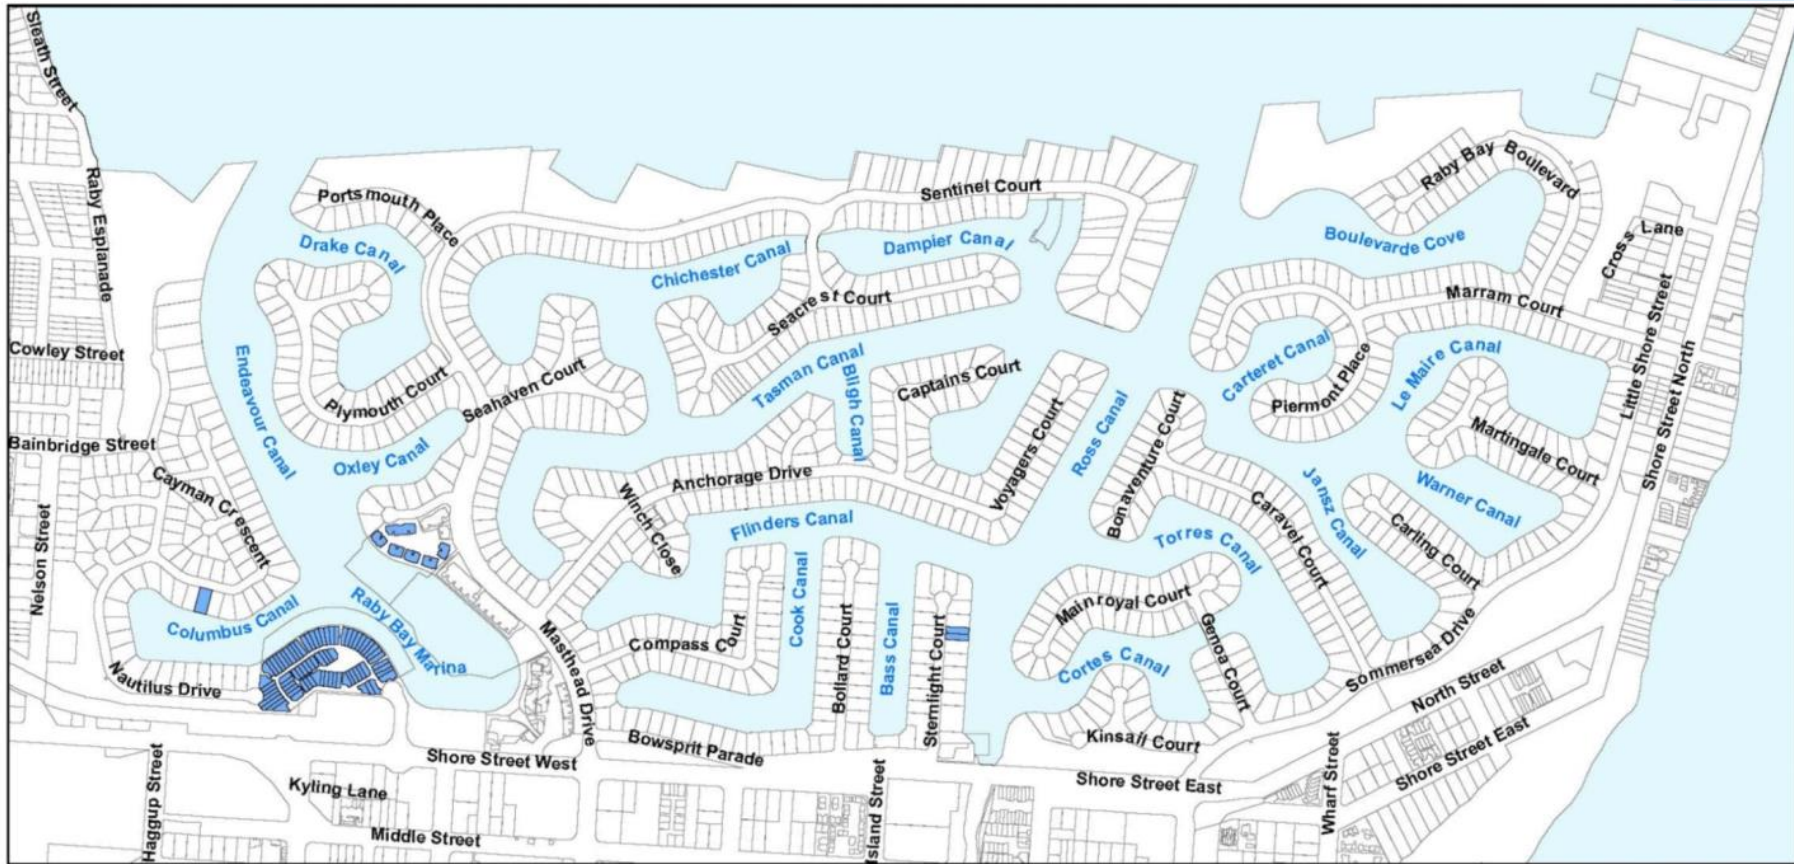 Sleath Street
Raby Esplanade
Portsmouth Place
Drake Canal
Chichester Canal
Sentinel Court
Dampier Canal
Seacrest Court
Raby Bay Boulevard
Boulevarde Cove
Cross Lane
Marram Court
Little Shore Street
Shore Street North
Cowley Street
Endeavour Canal
Plymouth Court
Seahaven Court
Tasman Canal
Bligh Canal
Captains Court
Carteret Canal
Piermont Place
Le Maire Canal
Martingale Court
Bainbridge Street
Cayman Crescent
Oxley Canal
Anchorage Drive
Winch Close
Voyagers Court
Ross Canal
Bonaventure Court
Jansz Canal
Warner Canal
Nelson Street
Flinders Canal
Torres Canal
Caravel Court
Carling Court
Columbus Canal
Raby Bay Marina
Nautilus Drive
Masthead Drive
Compass Court
Cook Canal
Bollard Court
Bass Canal
Sternlight Court
Mainroyal Court
Genoa Court
Cortes Canal
Sommersea Drive
North Street
Haggup Street
Shore Street West
Bowsprit Parade
Kinsail Court
Kyling Lane
Middle Street
Island Street
Shore Street East
Wharf Street
Shore Street East